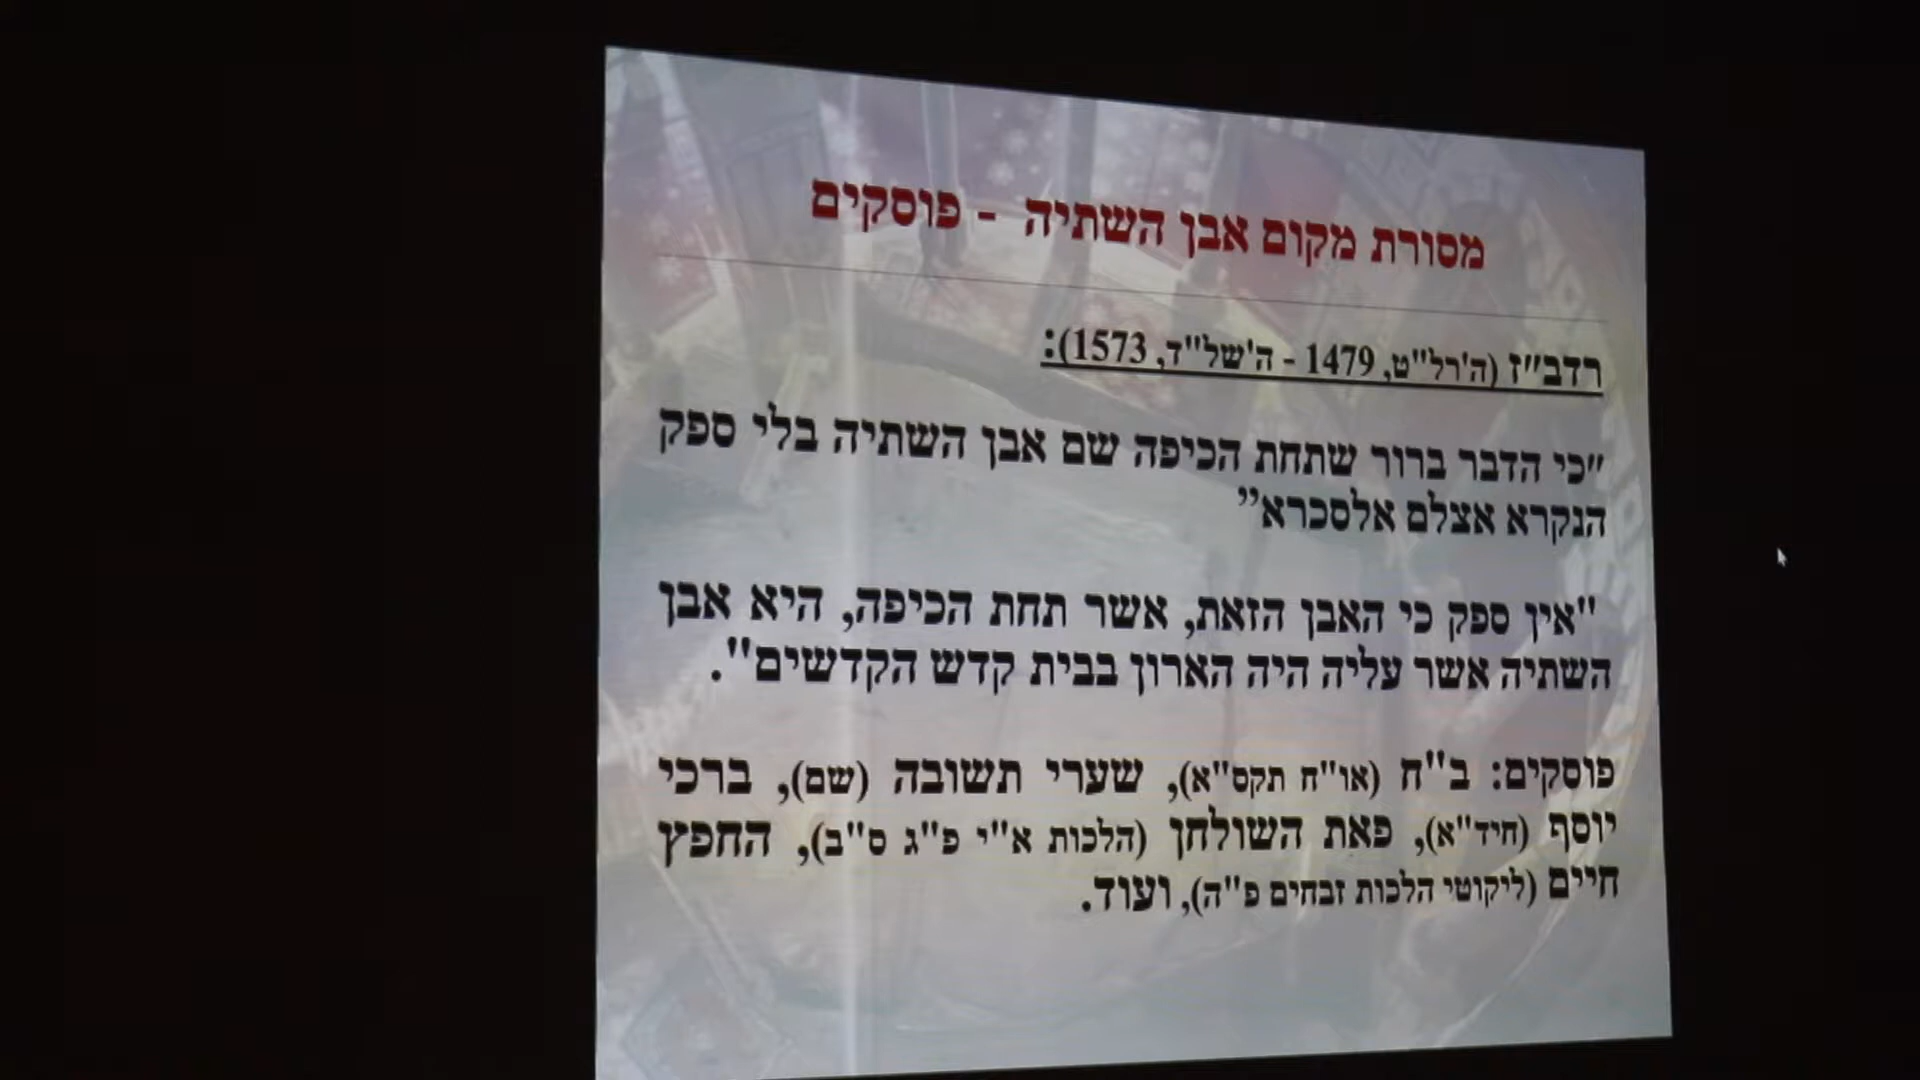 מסורת מקום אבן השתיה - פוסקים
רדב"ז (ה'רל"ט, 1479 - ה'של"ד, 1573):
"כי הדבר ברור שתחת הכיפה שם אבן השתיה בלי ספק
הנקרא אצלם אלסכרא"
"אין ספק כי האבן הזאת, אשר תחת הכיפה, היא אבן
השתיה אשר עליה היה הארון בבית קדש הקדשים".
פוסקים: ב"ח (או"ח תקס"א), שערי תשובה (שם), ברכי
יוסף (חיד"א), פאת השולחן (הלכות א"י פ"ג ס"ב), החפץ
חיים (ליקוטי הלכות זבחים פ"ה), ועוד.